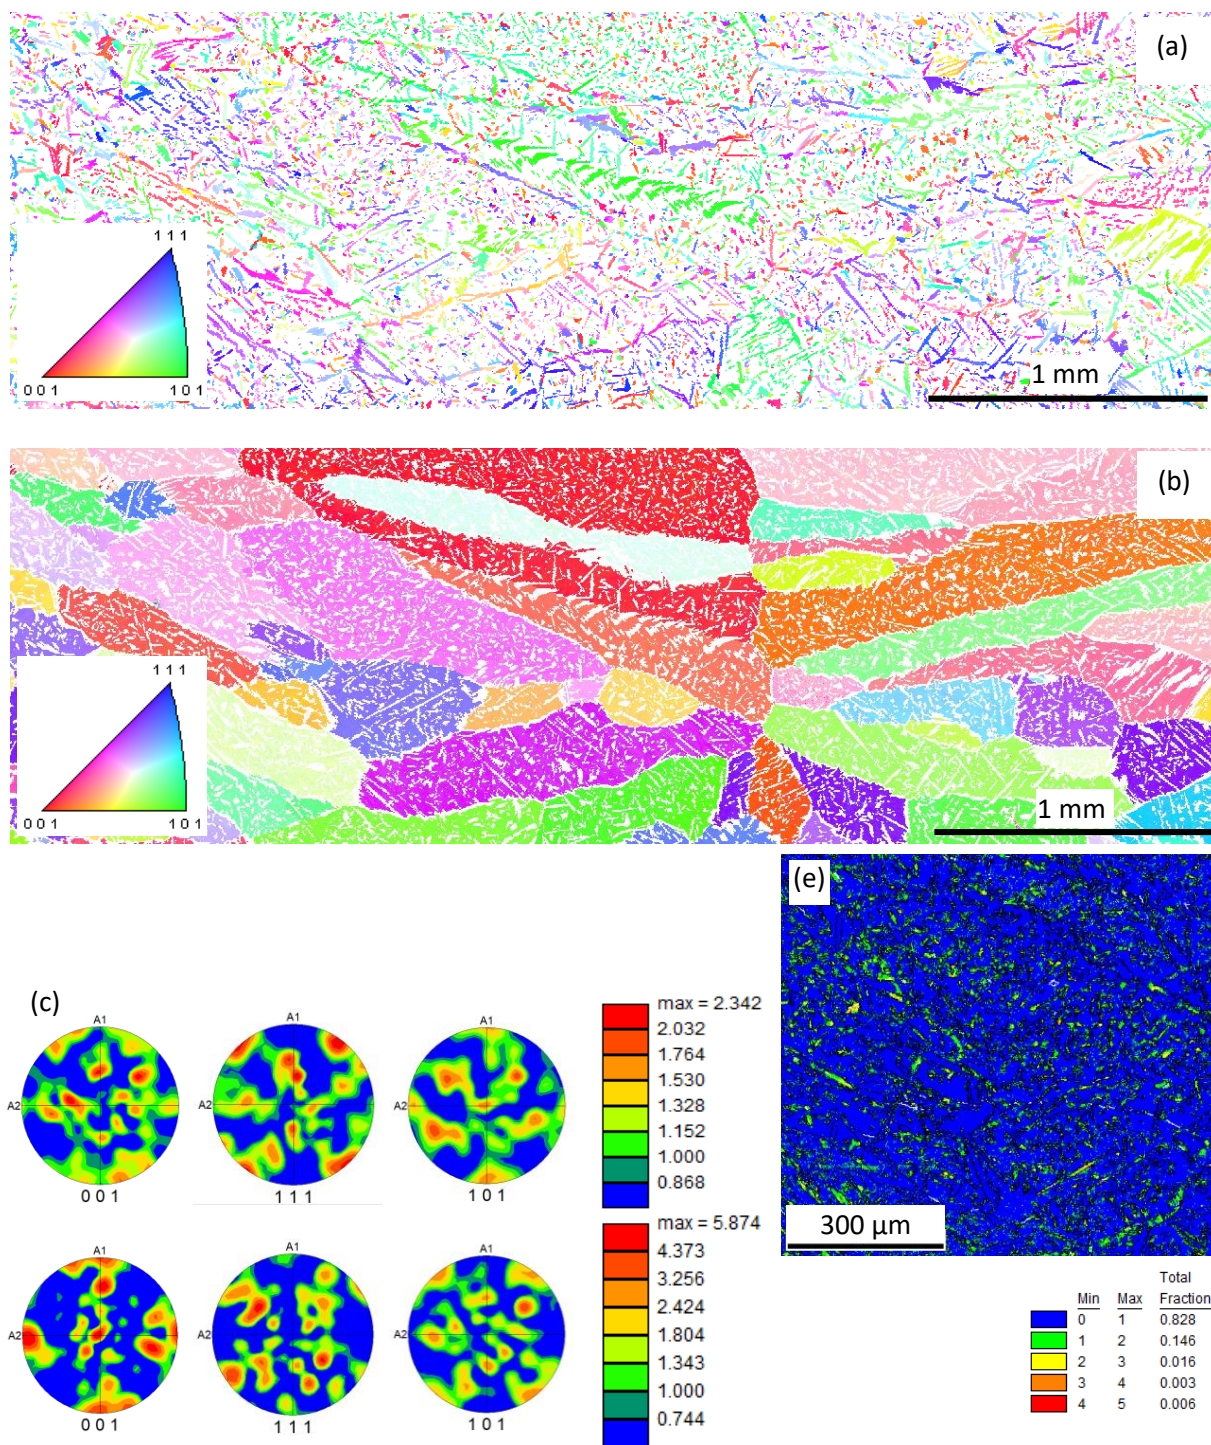 (a)
1 1 1
0 0 1
1 0 1
1 mm
(b)
1 1 1
0 0 1
1 0 1
1 mm
(e)
300 µm
Total
Min Max Fraction
0 1 0.828
1 2 0.146
2 3 0.016
3 4 0.003
4 5 0.006
(c)
A1
A2
0 0 1
A1
A2
1 1 1
A1
A2
1 0 1
max = 2.342
2.032
1.764
1.530
1.328
1.152
1.000
0.868
A1
A2
0 0 1
A1
A2
1 1 1
A1
A2
1 0 1
max = 5.874
4.373
3.256
2.424
1.804
1.343
1.000
0.744